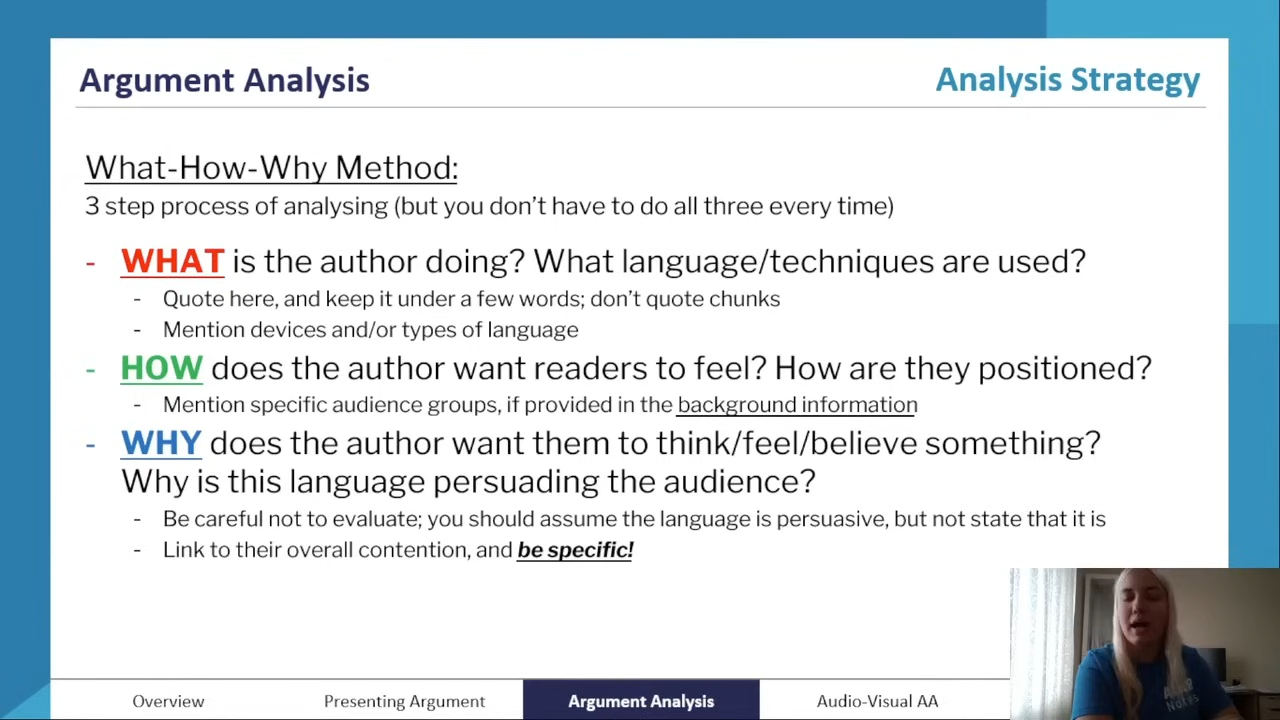 Argument Analysis
Analysis Strategy
What-How-Why Method:
3 step process of analysing (but you don't have to do all three every time)
- WHAT is the author doing? What language/techniques are used?
- Quote here, and keep it under a few words; don't quote chunks
- Mention devices and/or types of language
- HOW does the author want readers to feel? How are they positioned?
- Mention specific audience groups, if provided in the background information
- WHY does the author want them to think/feel/believe something?
Why is this language persuading the audience?
- Be careful not to evaluate; you should assume the language is persuasive, but not state that it is
- Link to their overall contention, and be specific!
Overview
Presenting Argument
Argument Analysis
Audio-Visual AA